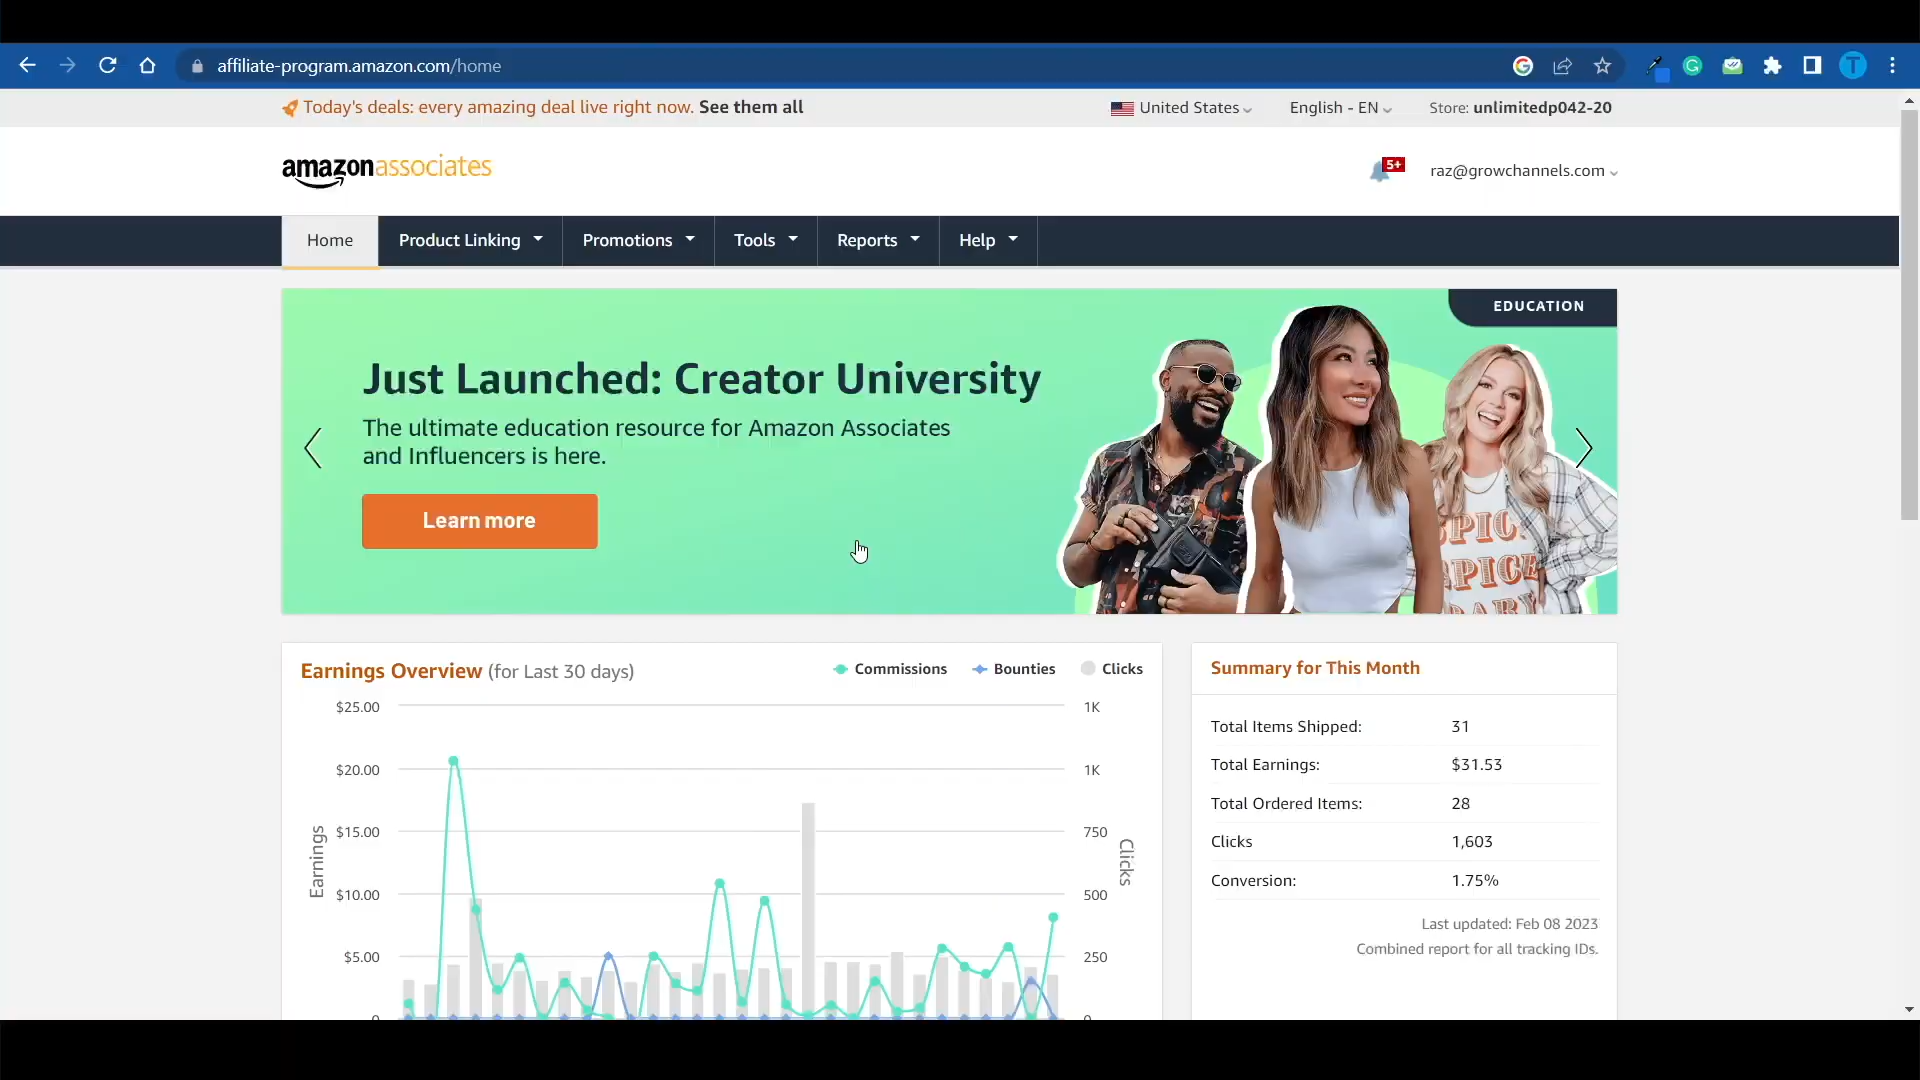 affiliate-program.amazon.com/home
Today's deals: every amazing deal live right now. See them all
United States
English - EN
Store: unlimitedp042-20
amazonassociates
5+
raz@growchannels.com
Home
Product Linking
Promotions
Tools
Reports
Help
EDUCATION
Just Launched: Creator University
The ultimate education resource for Amazon Associates
and Influencers is here.
Learn more
Earnings Overview (for Last 30 days)
Commissions
Bounties
Clicks
$25.00
1K
$20.00
1K
$15.00
750
$10.00
500
$5.00
250
0
0
Earnings
Clicks
Summary for This Month
Total Items Shipped: 31
Total Earnings: $31.53
Total Ordered Items: 28
Clicks 1,603
Conversion: 1.75%
Last updated: Feb 08 2023
Combined report for all tracking IDs.